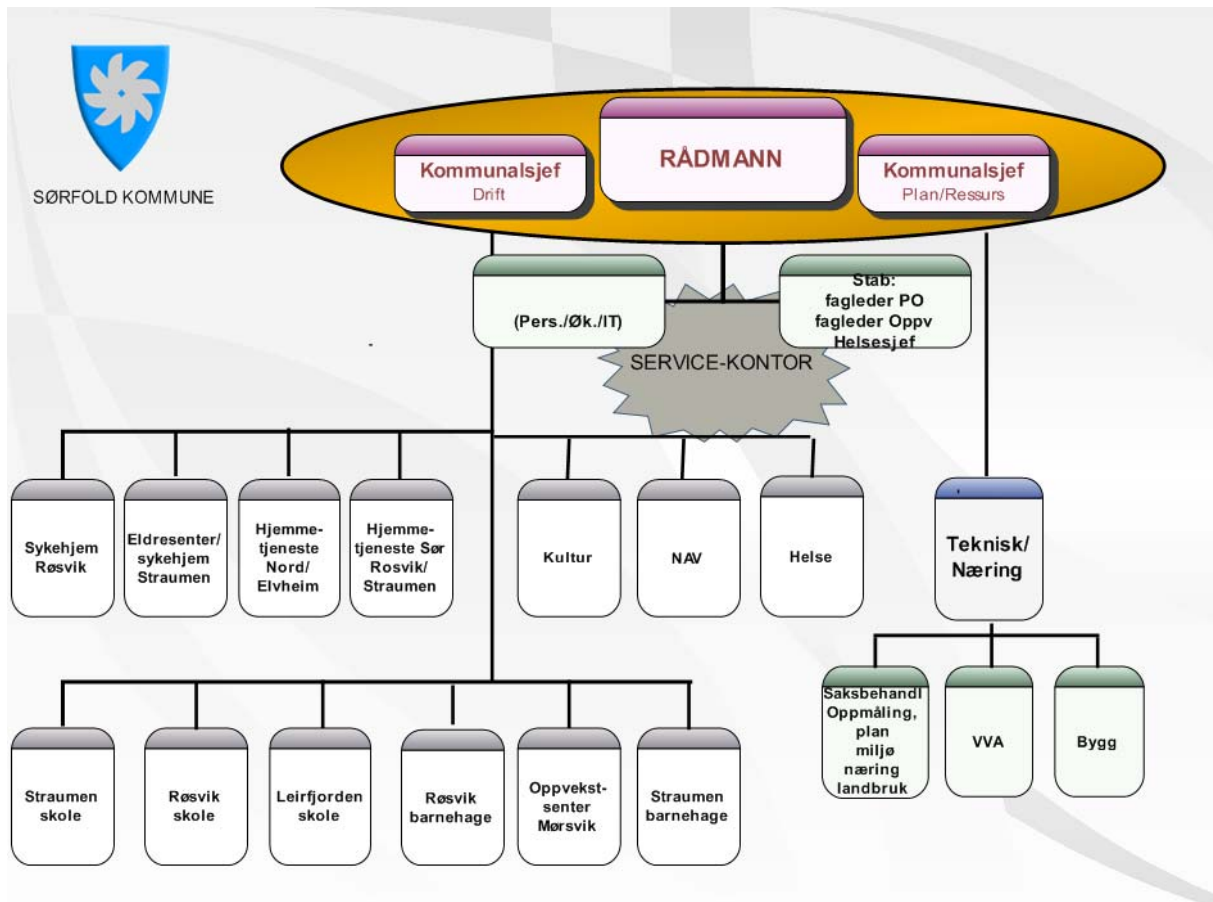 SØRFOLD KOMMUNE
RÅDMANN
Kommunalsjef
Drift
Kommunalsjef
Plan/Ressurs
(Pers./Øk./IT)
Stab:
fagleder PO
fagleder Oppv
Helsesjef
SERVICE-KONTOR
Sykehjem
Røsvik
Eldresenter/
sykehjem
Straumen
Hjemme-
tjeneste
Nord/
Elvheim
Hjemme-
tjeneste Sør
Rosvik/
Straumen
Kultur
NAV
Helse
Teknisk/
Næring
Saksbehandl
Oppmåling,
plan
miljø
næring
landbruk
VVA
Bygg
Straumen
skole
Røsvik
skole
Leirfjorden
skole
Røsvik
barnehage
Oppvekst-
senter
Mørsvik
Straumen
barnehage